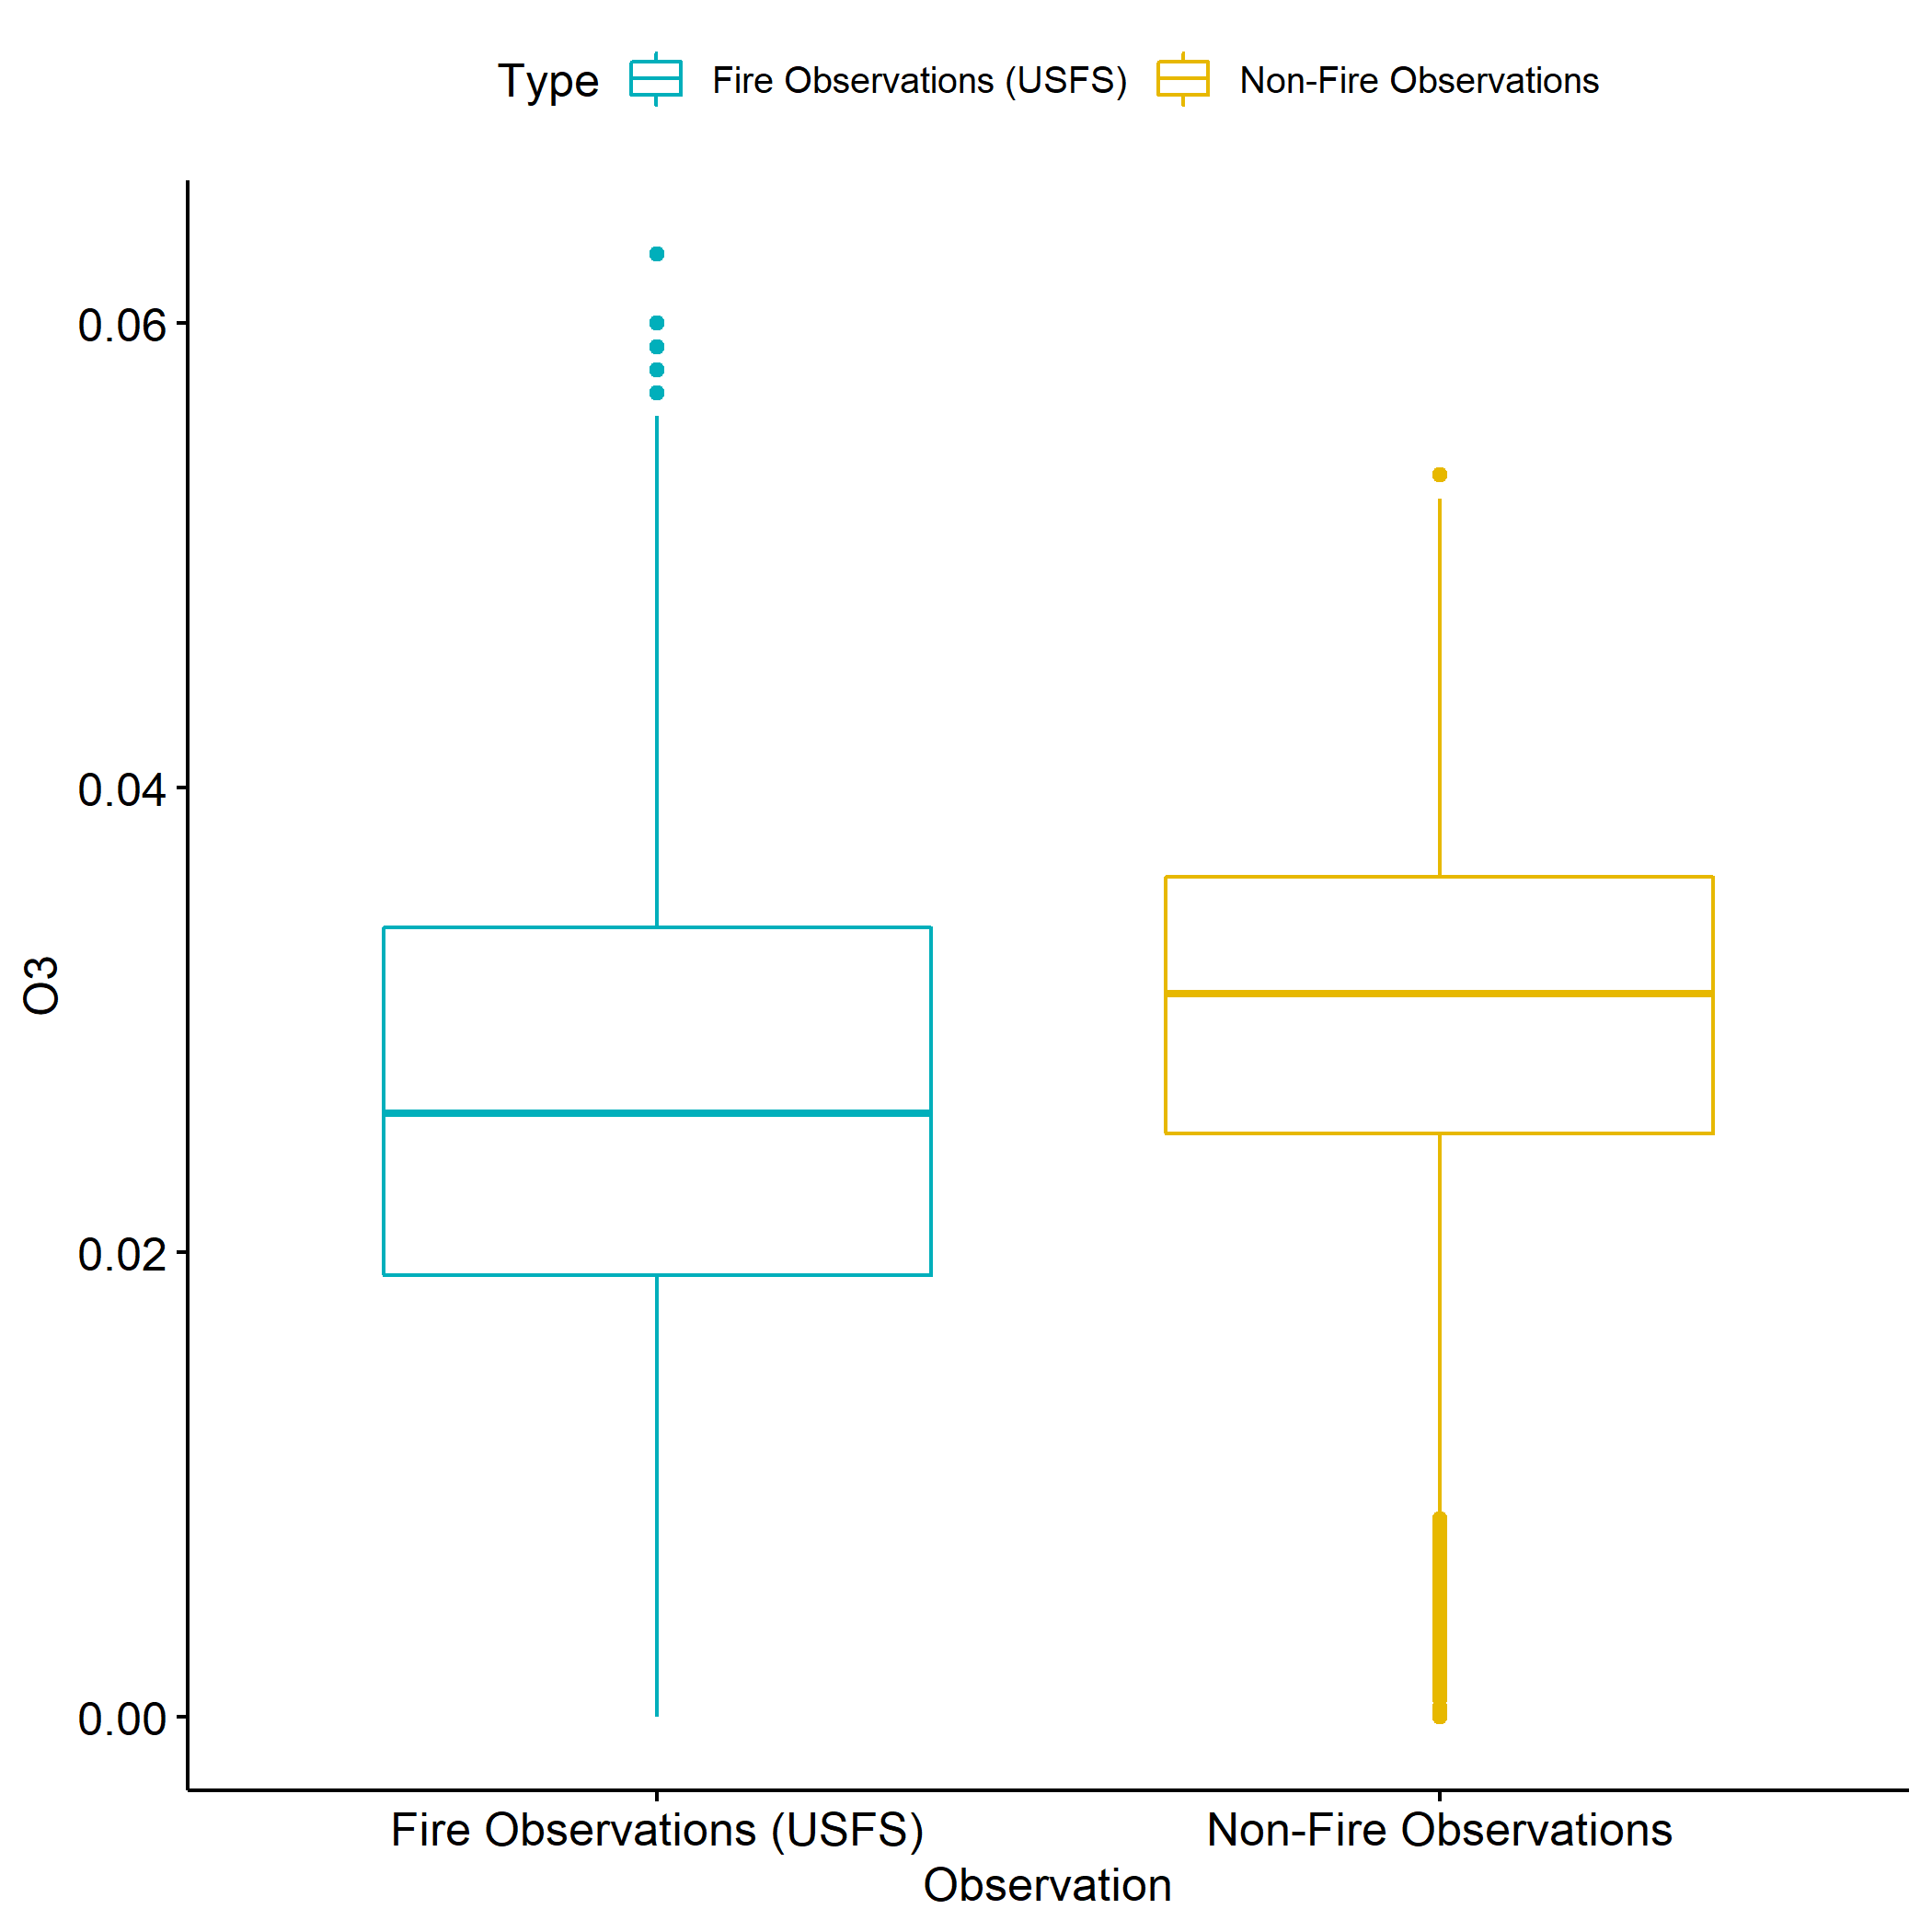 Type Fire Observations (USFS) Non-Fire Observations
0.06
0.04
0.02
0.00
O3
Fire Observations (USFS) Non-Fire Observations
Observation